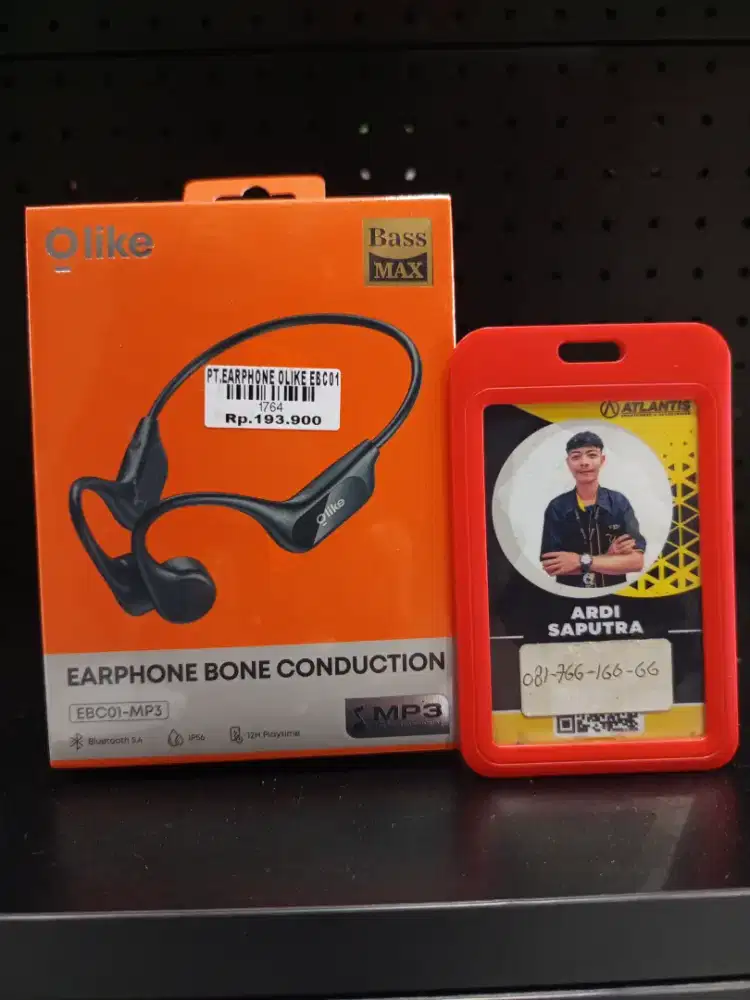 Olike
Bass
MAX
PT.EARPHONE OLIKE EBC01
1764
Rp.193.900
Olike
EARPHONE BONE CONDUCTION
EBC01-MP3
MP3
Bluetooth 5.4
IP56
12H Playtime
ATLANTIS
ARDI
SAPUTRA
081-766-166-66